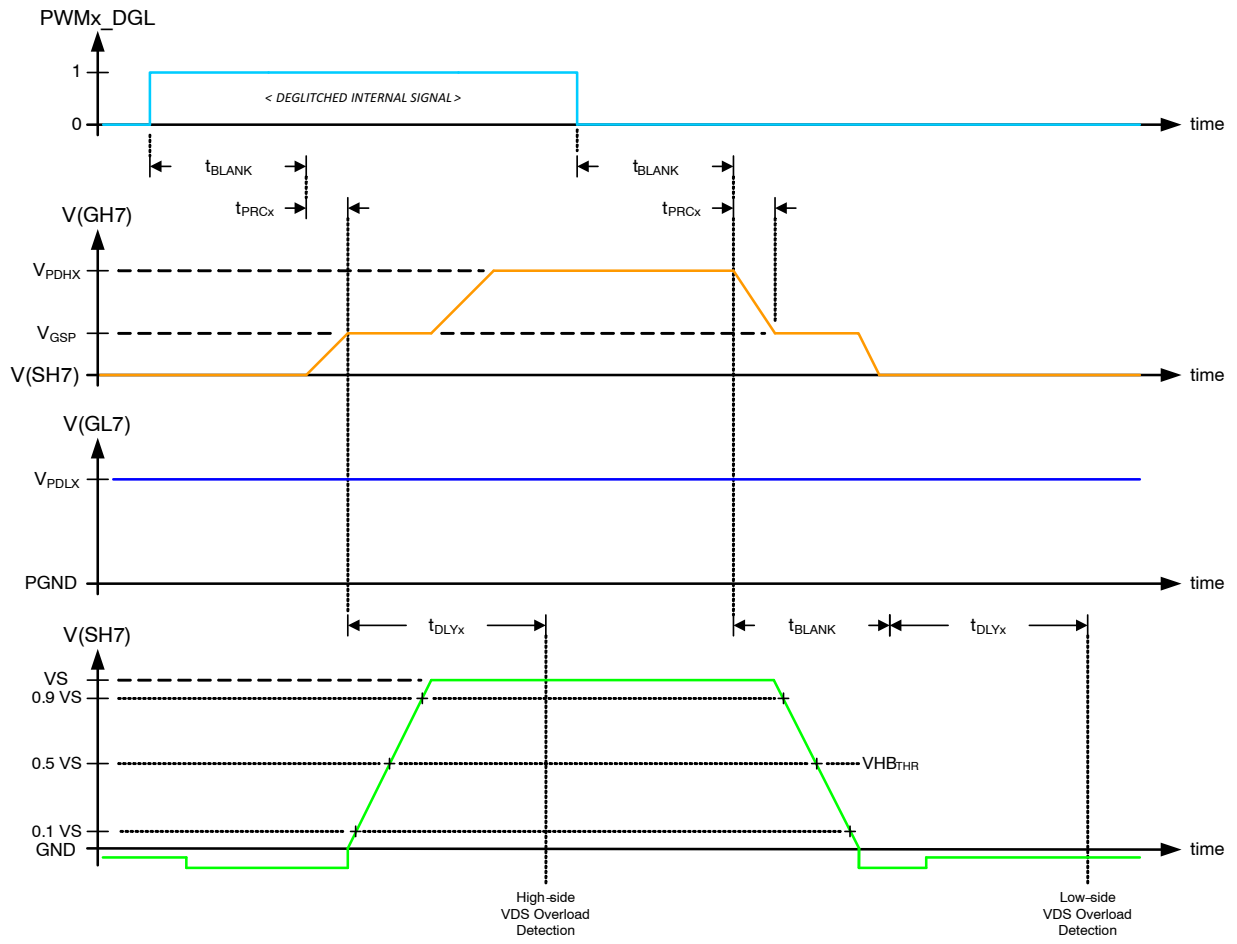 PWMx_DGL
1
< DEGLITCHED INTERNAL SIGNAL >
0
time
tBLANK
tBLANK
tPRCx
tPRCx
V(GH7)
VPDHX
VGSP
V(SH7)
time
V(GL7)
VPDLX
PGND
time
tDLYx
tBLANK
tDLYx
V(SH7)
VS
0.9 VS
0.5 VS
VHBTHR
0.1 VS
GND
time
High-side
VDS Overload
Detection
Low-side
VDS Overload
Detection